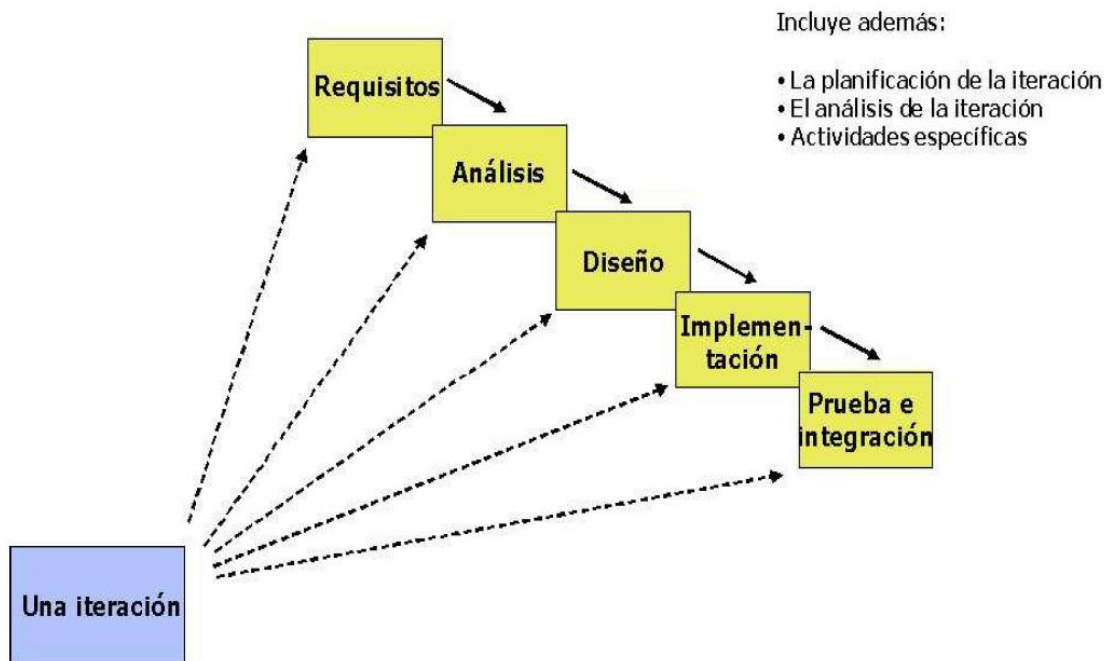 Incluye además:
• La planificación de la iteración
• El análisis de la iteración
• Actividades específicas
Requisitos
Análisis
Diseño
Implemen-
tación
Prueba e
integración
Una iteración